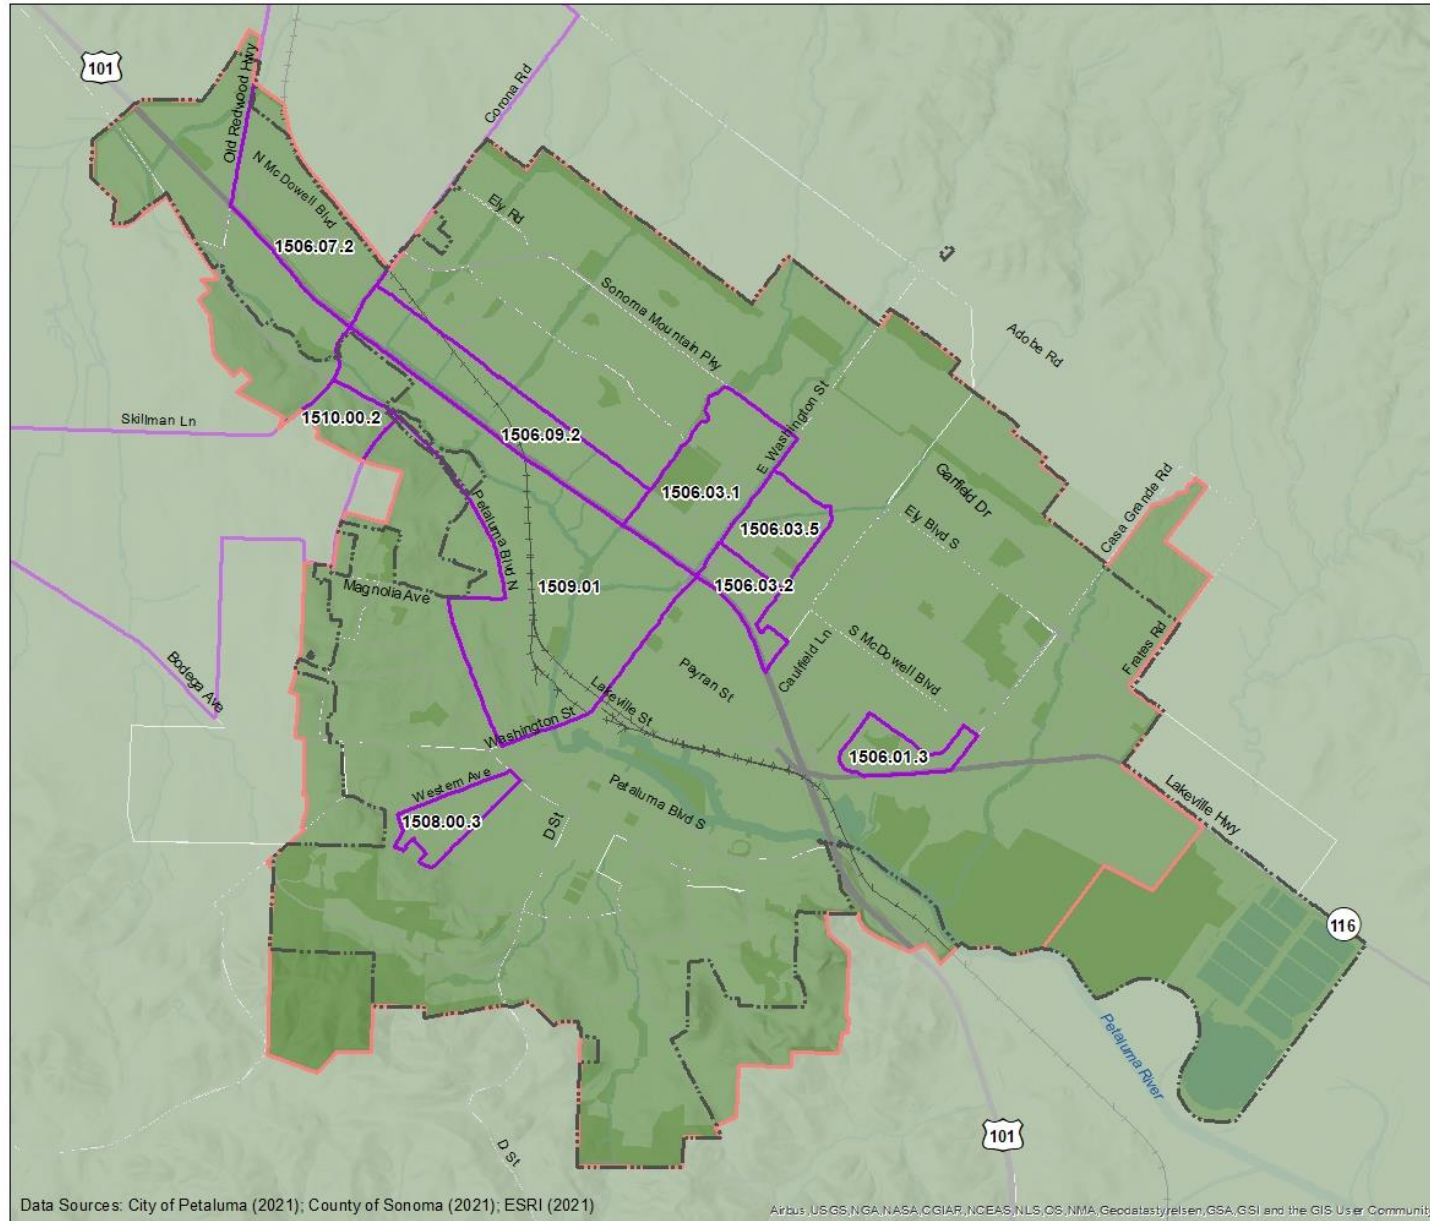 101
Old Redwood Hwy
Corona Rd
N McDowell Blvd
Ely Rd
1506.07.2
Sonoma Mountain Pky
Adobe Rd
Skillman Ln
1510.00.2
1506.09.2
E Washington St
1506.03.1
Garfield Dr
Casa Grande Rd
Petaluma Blvd N
1506.03.5
Ely Blvd S
Magnolia Ave
1509.01
1506.03.2
Bodega Ave
Payran St
Caulfield Ln
S McDowell Blvd
Frates Rd
Lakeville St
Washington St
1506.01.3
Western Ave
Petaluma Blvd S
1508.00.3
D St
Lakeville Hwy
116
Petaluma River
101
D St
Data Sources: City of Petaluma (2021); County of Sonoma (2021); ESRI (2021)
Airbus,USGS,NGA,NASA,CGIAR,NCEAS,NLS,OS,NMA,Geodatastyrelsen,GSA,GSI and the GIS User Community